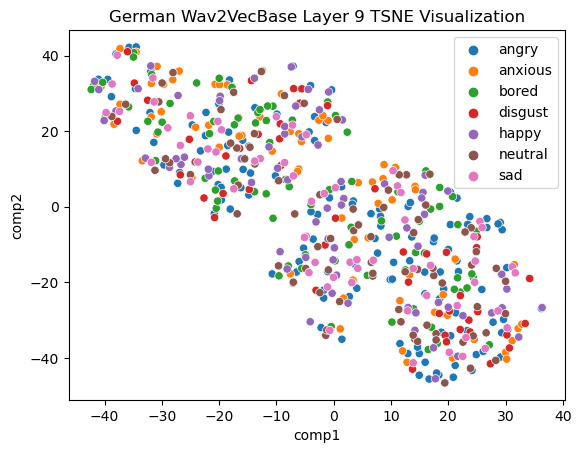 German Wav2VecBase Layer 9 TSNE Visualization
angry
anxious
bored
disgust
happy
neutral
sad
comp2
40
20
0
−20
−40
−40
−30
−20
−10
0
10
20
30
40
comp1